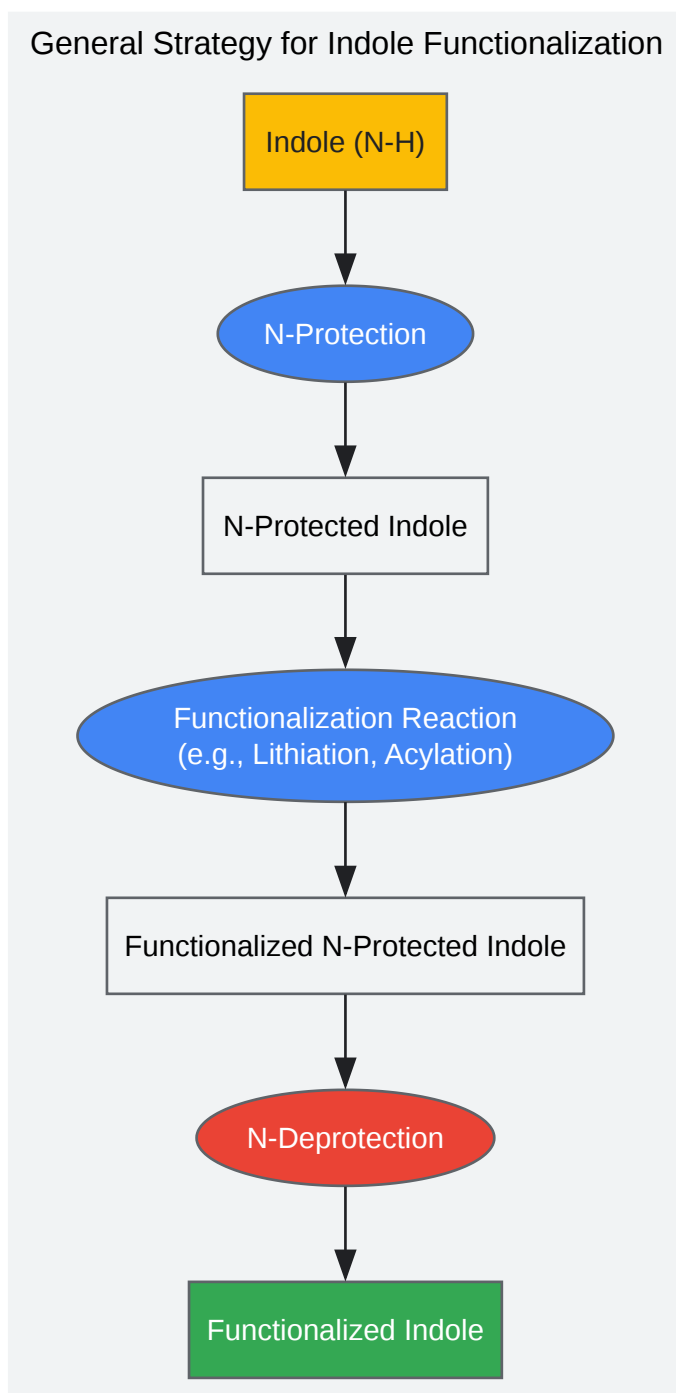 General Strategy for Indole Functionalization
Indole (N-H)
N-Protection
N-Protected Indole
Functionalization Reaction
(e.g., Lithiation, Acylation)
Functionalized N-Protected Indole
N-Deprotection
Functionalized Indole